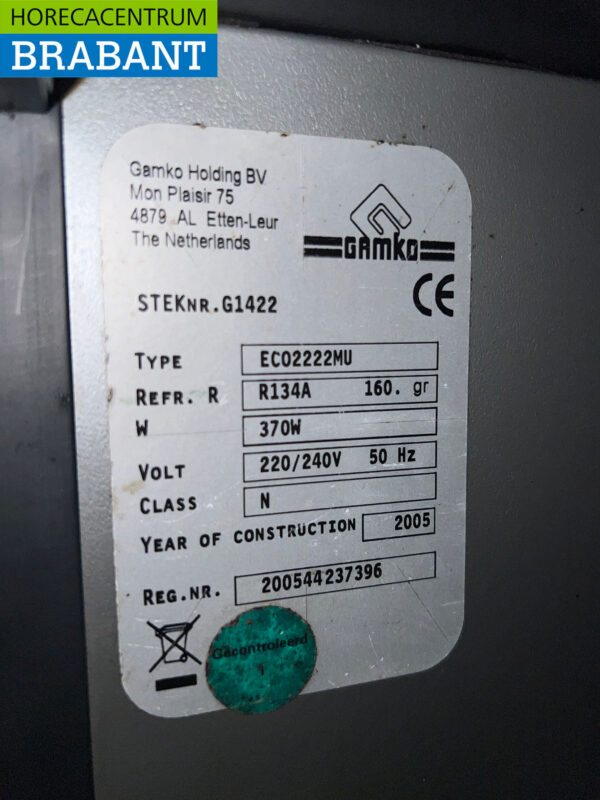 HORECACENTRUM
BRABANT
Gamko Holding BV
Mon Plaisir 75
4879 AL Etten-Leur
The Netherlands
GAMKO
CE
STEKNR.G1422
TYPE ECO2222MU
REFR. R R134A 160. gr
W 370W
VOLT 220/240V 50 Hz
CLASS N
YEAR OF CONSTRUCTION 2005
REG.NR. 200544237396
Gecontroleerd